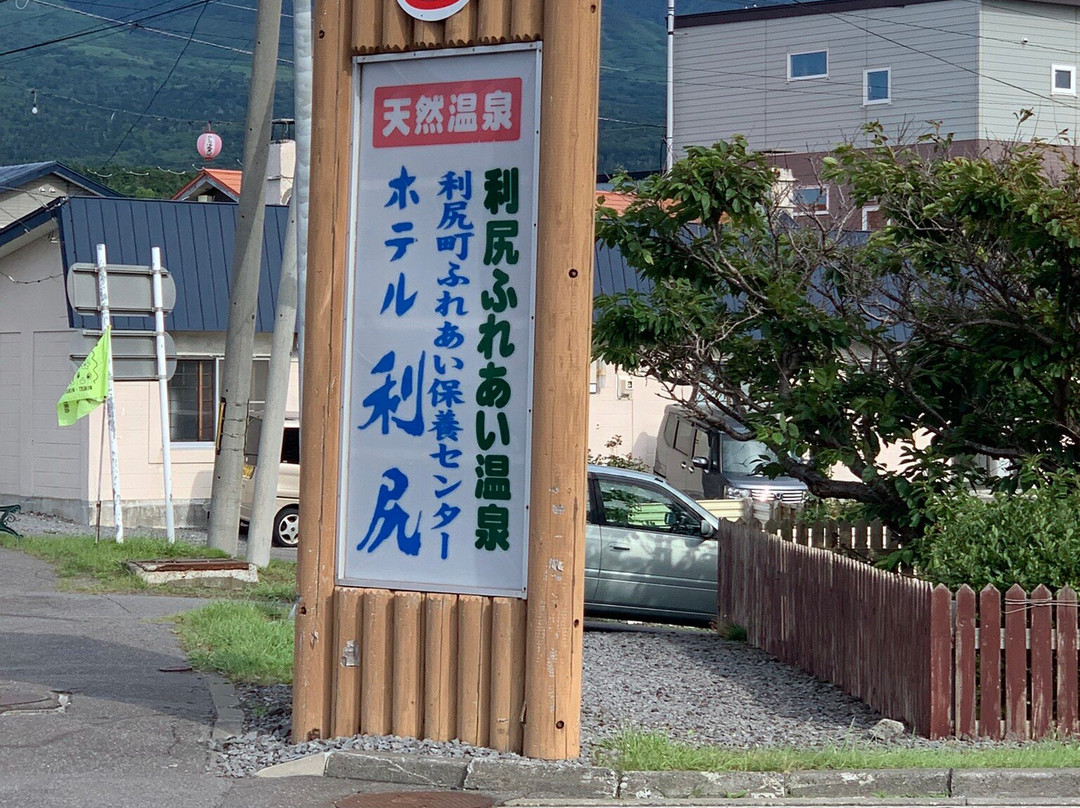 天然温泉
利尻ふれあい温泉
利尻町ふれあい保養センター
ホテル利尻